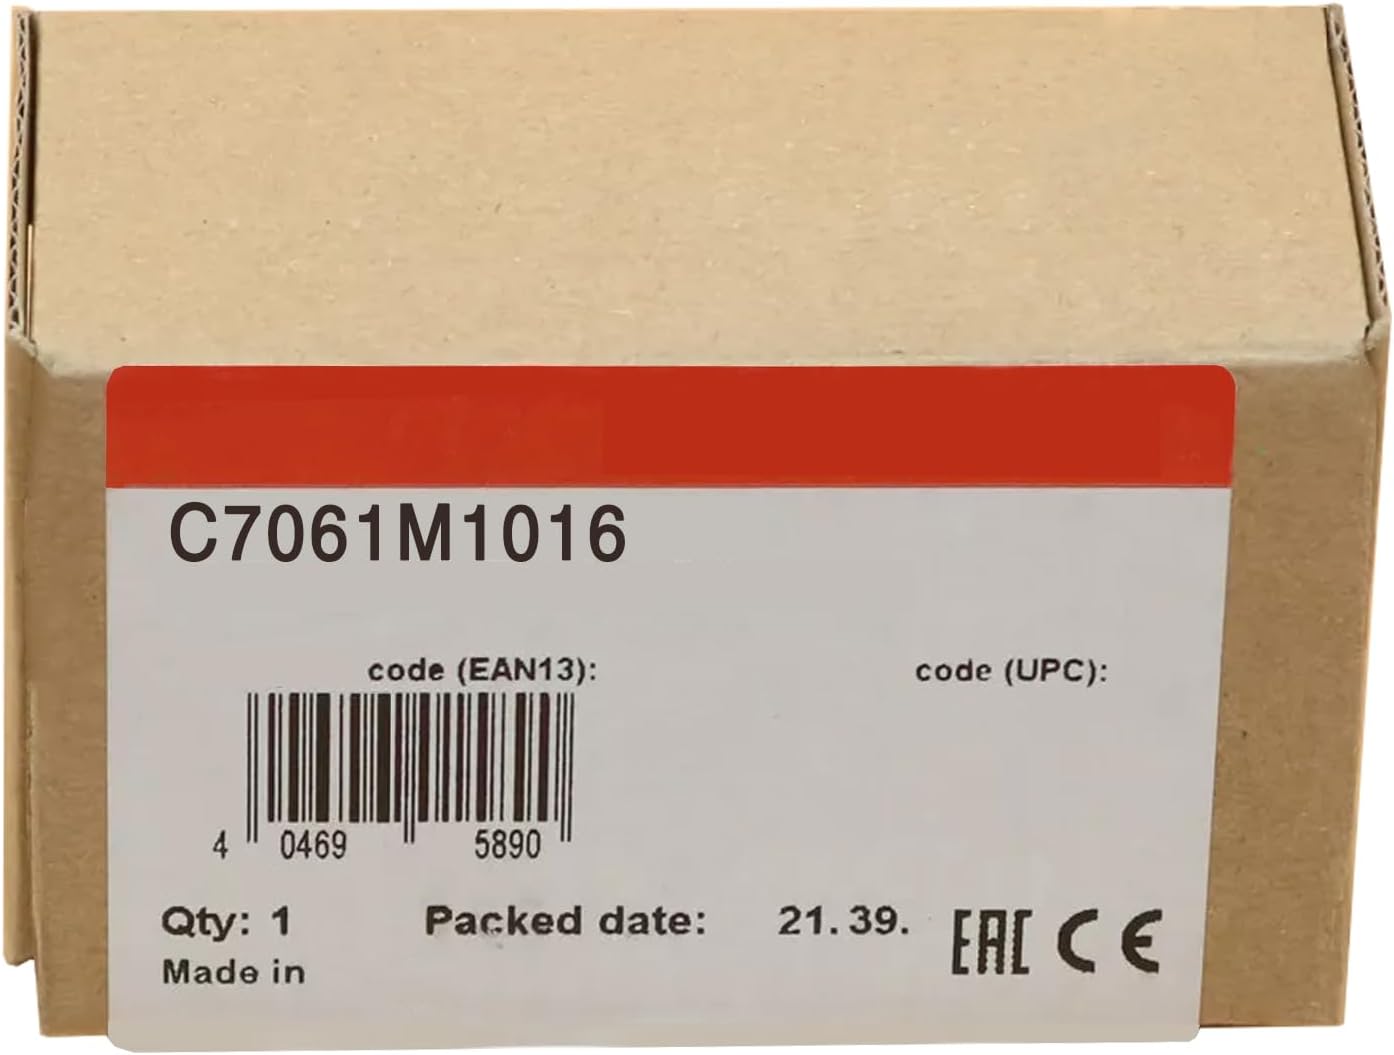 C7061M1016
code (EAN13): code (UPC):
4 0469 5890
Qty: 1 Packed date: 21. 39. EAC CE
Made in